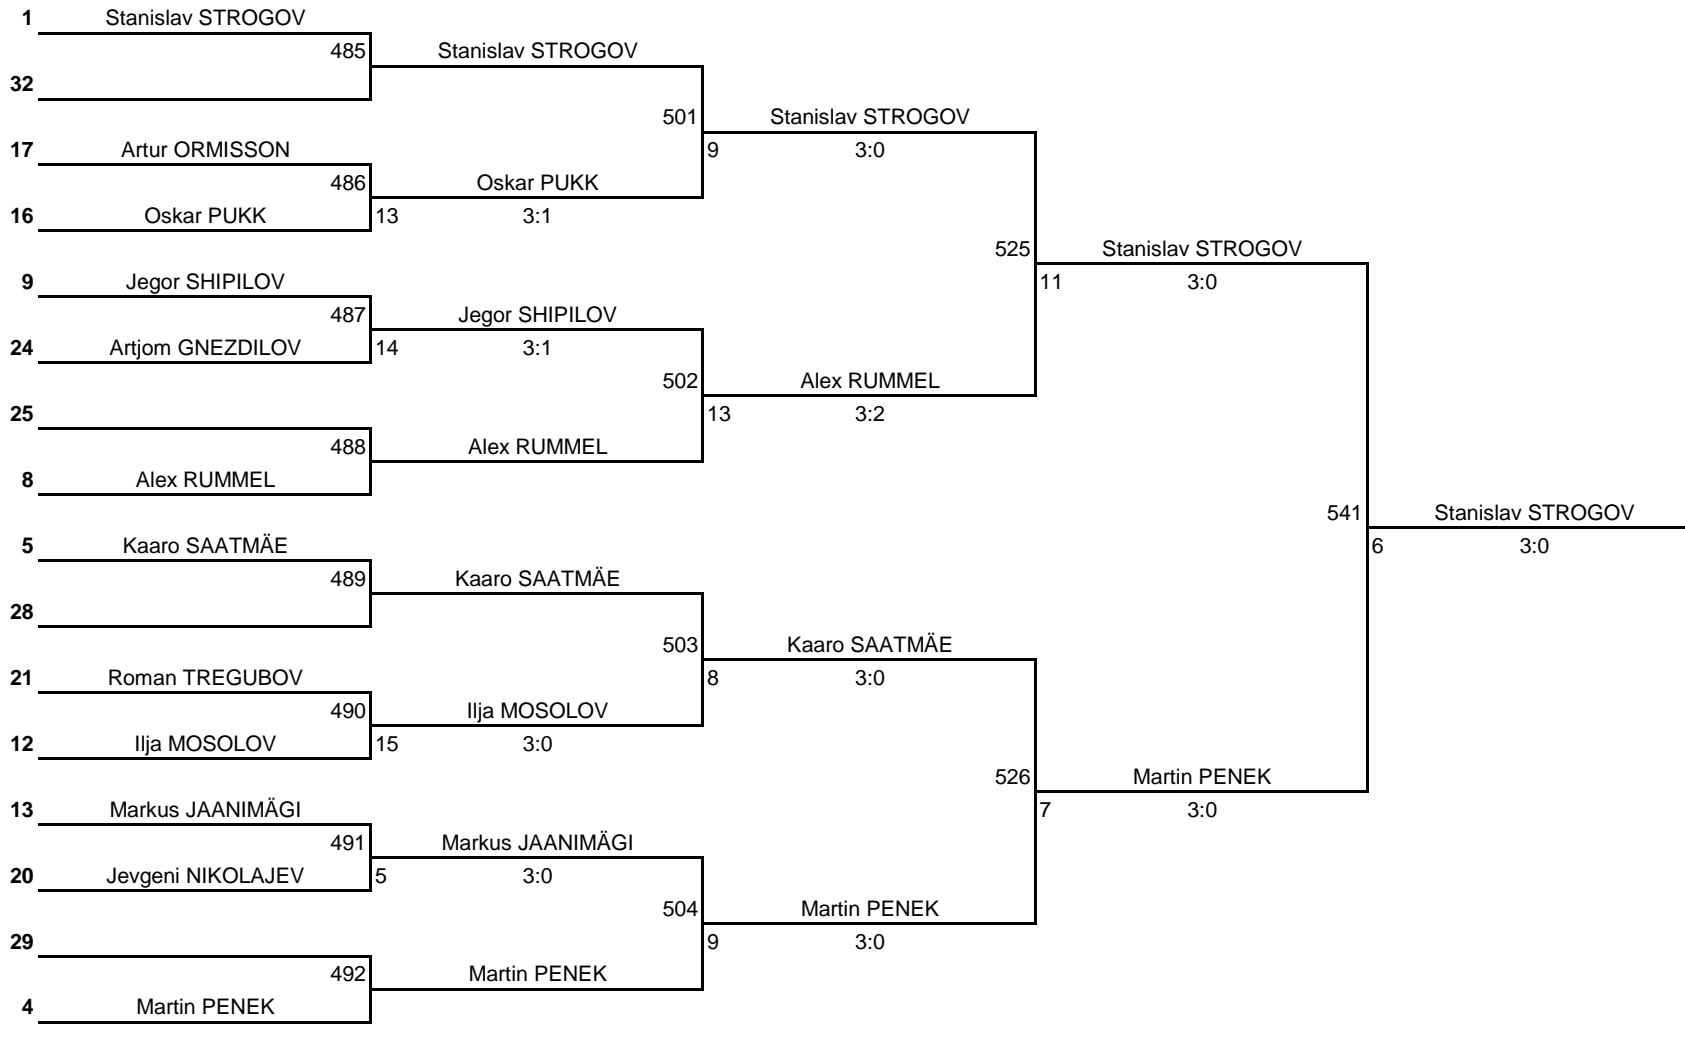 1 Stanislav STROGOV
485 Stanislav STROGOV
32
501 Stanislav STROGOV
17 Artur ORMISSON 9 3:0
486 Oskar PUKK
16 Oskar PUKK 13 3:1
525 Stanislav STROGOV
9 Jegor SHIPILOV 11 3:0
487 Jegor SHIPILOV
24 Artjom GNEZDILOV 14 3:1
502 Alex RUMMEL
25 13 3:2
488 Alex RUMMEL
8 Alex RUMMEL
541 Stanislav STROGOV
5 Kaaro SAATMÄE 6 3:0
489 Kaaro SAATMÄE
28
503 Kaaro SAATMÄE
21 Roman TREGUBOV 8 3:0
490 Ilja MOSOLOV
12 Ilja MOSOLOV 15 3:0
526 Martin PENEK
13 Markus JAANIMÄGI 7 3:0
491 Markus JAANIMÄGI
20 Jevgeni NIKOLAJEV 5 3:0
504 Martin PENEK
29 9 3:0
492 Martin PENEK
4 Martin PENEK